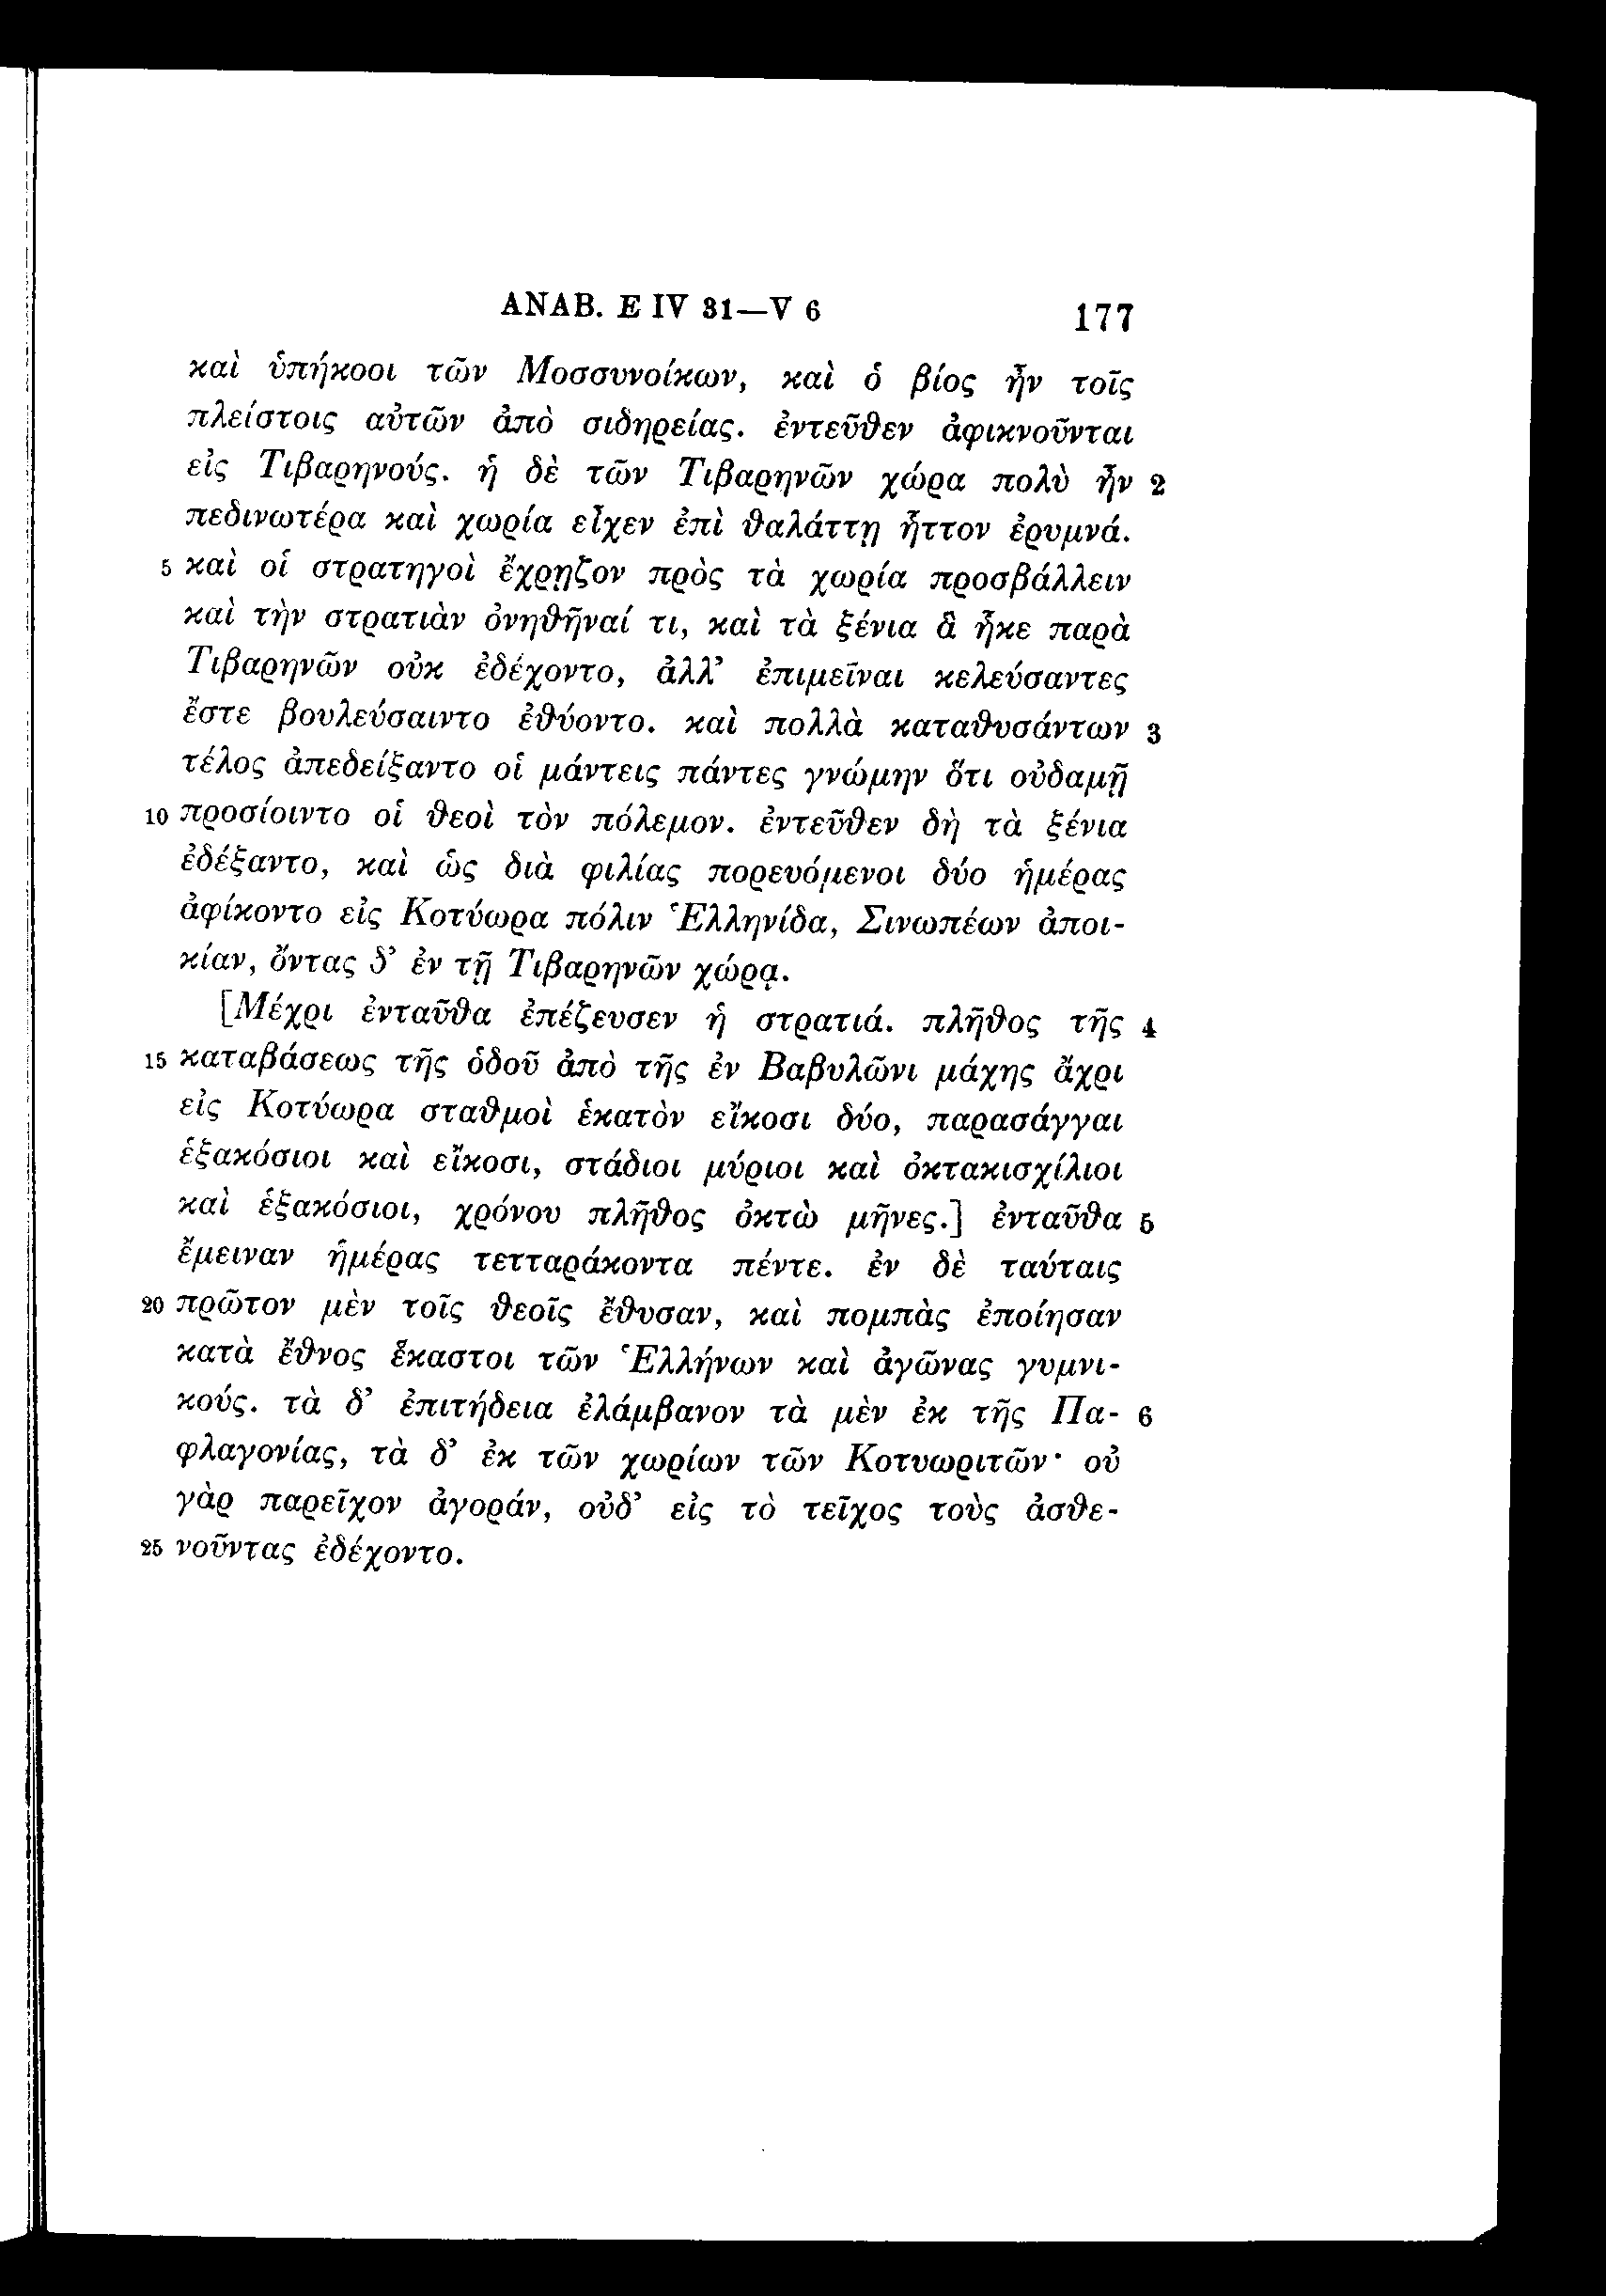 ΑΝΑΒ. Ε IV 31—V 6 177
καὶ ὑπήκοοι τῶν Μοσσυνοίκων, καὶ ὁ βίος ἦν τοῖς
πλείστοις αὐτῶν ἀπὸ σιδηρείας. ἐντεῦθεν ἀφικνοῦνται
εἰς Τιβαρηνούς. ἡ δὲ τῶν Τιβαρηνῶν χώρα πολὺ ἦν 2
πεδινωτέρα καὶ χωρία εἶχεν ἐπὶ θαλάττῃ ἧττον ἐρυμνά.
5 καὶ οἱ στρατηγοὶ ἔχρῃζον πρὸς τὰ χωρία προσβάλλειν
καὶ τὴν στρατιὰν ὀνηθῆναί τι, καὶ τὰ ξένια ἃ ἧκε παρὰ
Τιβαρηνῶν οὐκ ἐδέχοντο, ἀλλ’ ἐπιμεῖναι κελεύσαντες
ἔστε βουλεύσαιντο ἐθύοντο. καὶ πολλὰ καταθυσάντων 3
τέλος ἀπεδείξαντο οἱ μάντεις πάντες γνώμην ὅτι οὐδαμῇ
10 προσίοιντο οἱ θεοὶ τὸν πόλεμον. ἐντεῦθεν δὴ τὰ ξένια
ἐδέξαντο, καὶ ὡς διὰ φιλίας πορευόμενοι δύο ἡμέρας
ἀφίκοντο εἰς Κοτύωρα πόλιν Ἑλληνίδα, Σινωπέων ἀποι-
κίαν, ὄντας δ’ ἐν τῇ Τιβαρηνῶν χώρᾳ.
[Μέχρι ἐνταῦθα ἐπέζευσεν ἡ στρατιά. πλῆθος τῆς 4
15 καταβάσεως τῆς ὁδοῦ ἀπὸ τῆς ἐν Βαβυλῶνι μάχης ἄχρι
εἰς Κοτύωρα σταθμοὶ ἑκατὸν εἴκοσι δύο, παρασάγγαι
ἑξακόσιοι καὶ εἴκοσι, στάδιοι μύριοι καὶ ὀκτακισχίλιοι
καὶ ἑξακόσιοι, χρόνου πλῆθος ὀκτὼ μῆνες.] ἐνταῦθα 5
ἔμειναν ἡμέρας τετταράκοντα πέντε. ἐν δὲ ταύταις
20 πρῶτον μὲν τοῖς θεοῖς ἔθυσαν, καὶ πομπὰς ἐποίησαν
κατὰ ἔθνος ἕκαστοι τῶν Ἑλλήνων καὶ ἀγῶνας γυμνι-
κούς. τὰ δ’ ἐπιτήδεια ἐλάμβανον τὰ μὲν ἐκ τῆς Πα- 6
φλαγονίας, τὰ δ’ ἐκ τῶν χωρίων τῶν Κοτυωριτῶν· οὐ
γὰρ παρεῖχον ἀγοράν, οὐδ’ εἰς τὸ τεῖχος τοὺς ἀσθε-
25 νοῦντας ἐδέχοντο.